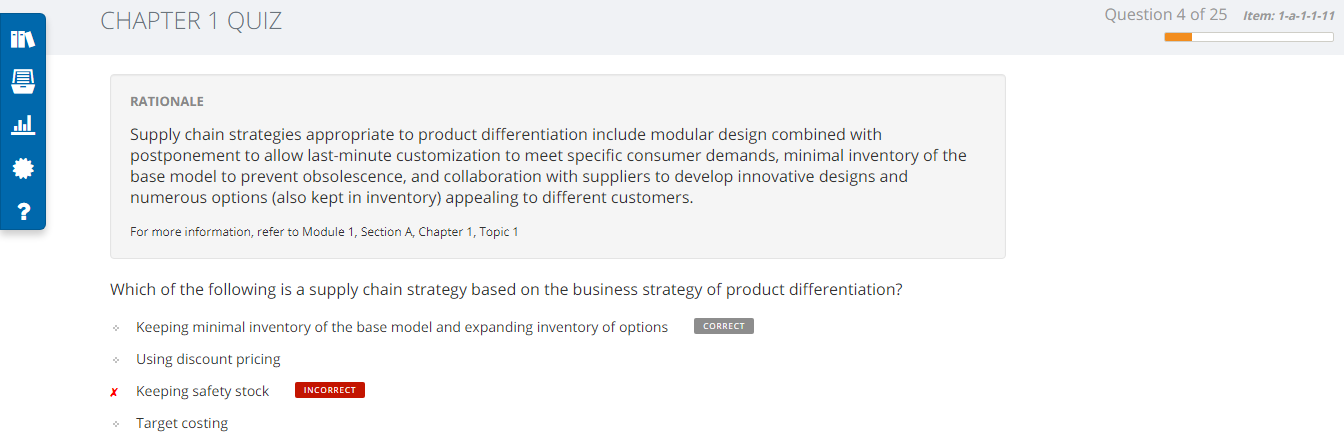 CHAPTER 1 QUIZ
Question 4 of 25 Item: 1-a-1-1-11
RATIONALE
Supply chain strategies appropriate to product differentiation include modular design combined with
postponement to allow last-minute customization to meet specific consumer demands, minimal inventory of the
base model to prevent obsolescence, and collaboration with suppliers to develop innovative designs and
numerous options (also kept in inventory) appealing to different customers.
For more information, refer to Module 1, Section A, Chapter 1, Topic 1
Which of the following is a supply chain strategy based on the business strategy of product differentiation?
Keeping minimal inventory of the base model and expanding inventory of options CORRECT
Using discount pricing
✗ Keeping safety stock INCORRECT
Target costing
?